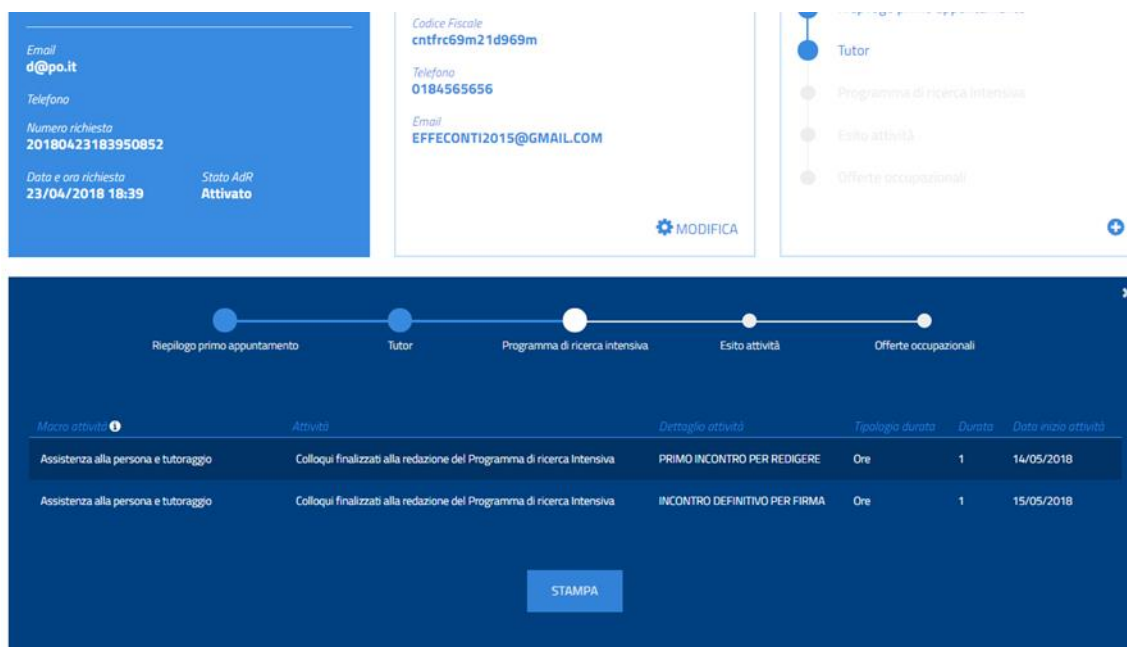 Email
d@po.it
Telefono
Numero richiesta
20180423183950852
Data e ora richiesta Stato AdR
23/04/2018 18:39 Attivato
Codice Fiscale
cntfrc69m21d969m
Telefono
0184565656
Email
EFFECONTI2015@GMAIL.COM
MODIFICA
Riepilogo primo appuntamento
Tutor
Programma di ricerca intensiva
Esito attività
Offerte occupazionali
Riepilogo primo appuntamento Tutor Programma di ricerca intensiva Esito attività Offerte occupazionali
Macro attività Attività Dettaglio attività Tipologia durata Durata Data inizio attività
Assistenza alla persona e tutoraggio Colloqui finalizzati alla redazione del Programma di ricerca Intensiva PRIMO INCONTRO PER REDIGERE Ore 1 14/05/2018
Assistenza alla persona e tutoraggio Colloqui finalizzati alla redazione del Programma di ricerca Intensiva INCONTRO DEFINITIVO PER FIRMA Ore 1 15/05/2018
STAMPA